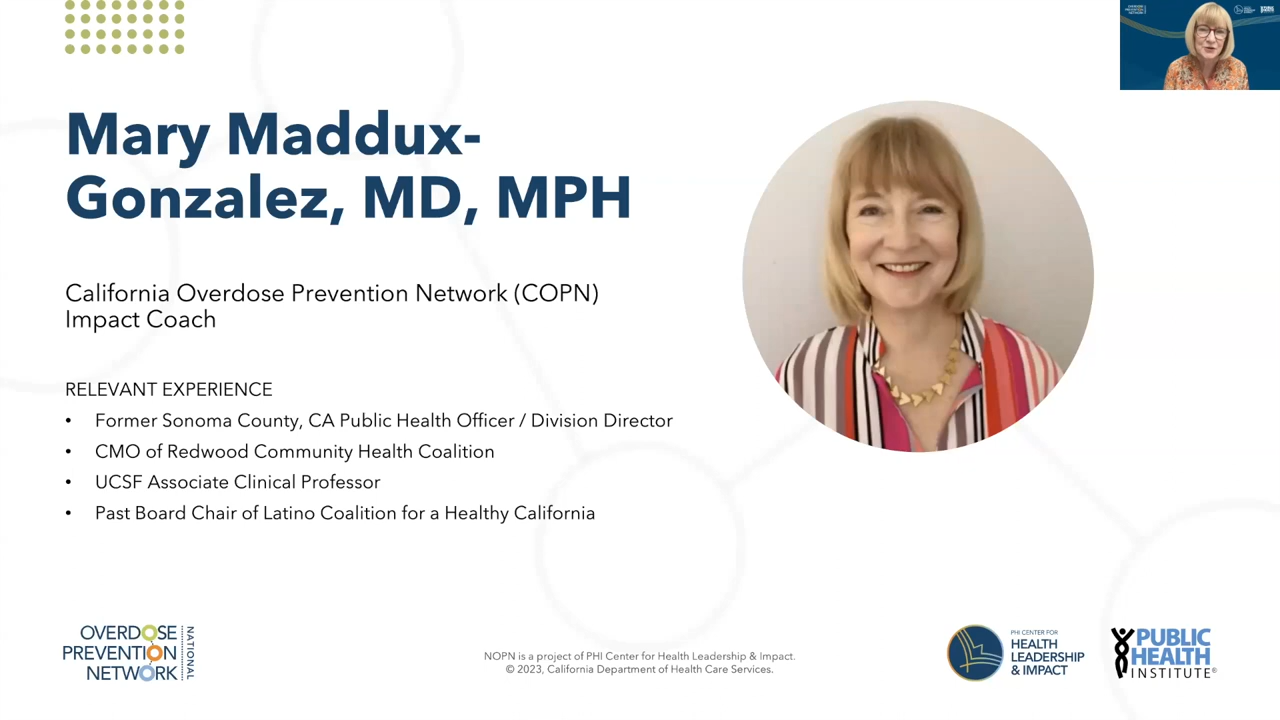 Mary Maddux-
Gonzalez, MD, MPH
California Overdose Prevention Network (COPN)
Impact Coach
RELEVANT EXPERIENCE
• Former Sonoma County, CA Public Health Officer / Division Director
• CMO of Redwood Community Health Coalition
• UCSF Associate Clinical Professor
• Past Board Chair of Latino Coalition for a Healthy California
OVERDOSE
PREVENTION
NETWORK
NATIONAL
NOPN is a project of PHI Center for Health Leadership & Impact.
© 2023, California Department of Health Care Services.
PHI CENTER FOR
HEALTH
LEADERSHIP
& IMPACT
PUBLIC
HEALTH
INSTITUTE®